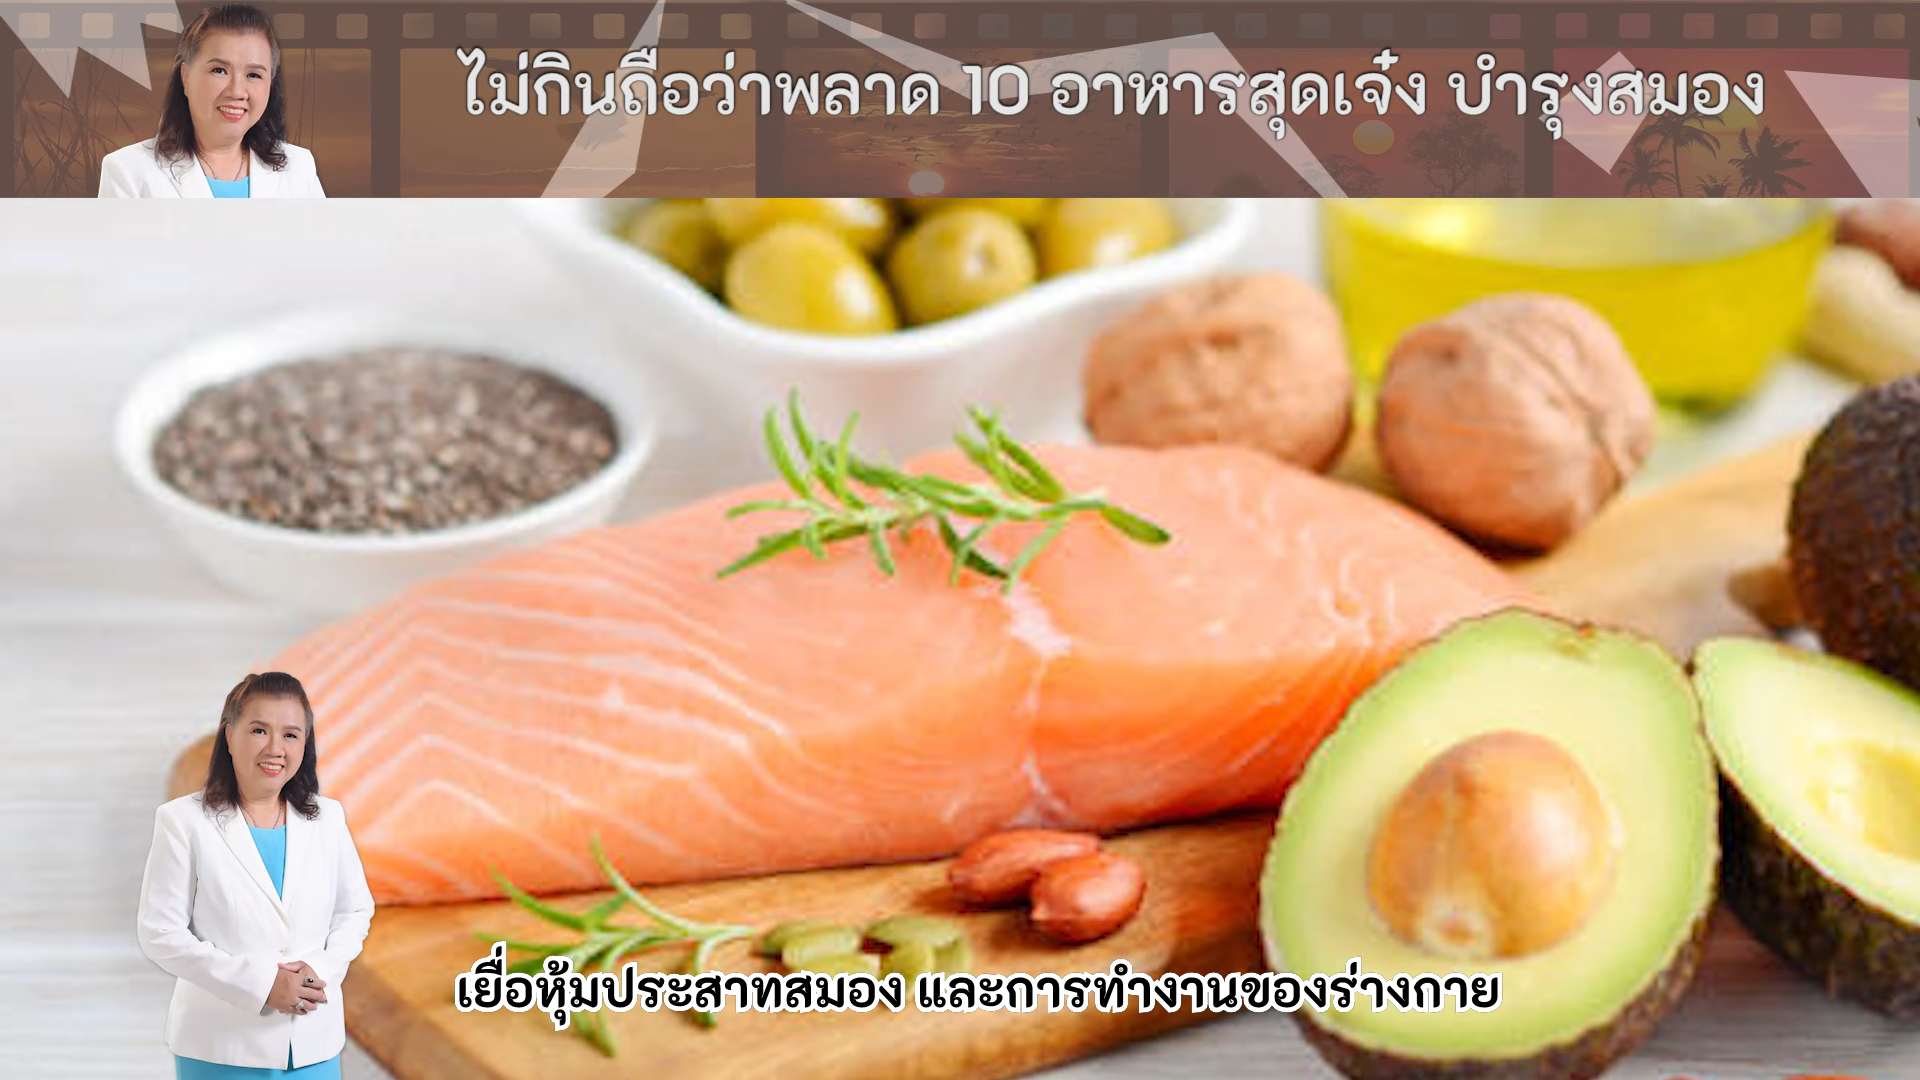 ไม่กินถือว่าพลาด 10 อาหารสุดเจ๋ง บำรุงสมอง
เยื่อหุ้มประสาทสมอง และการทำงานของร่างกาย